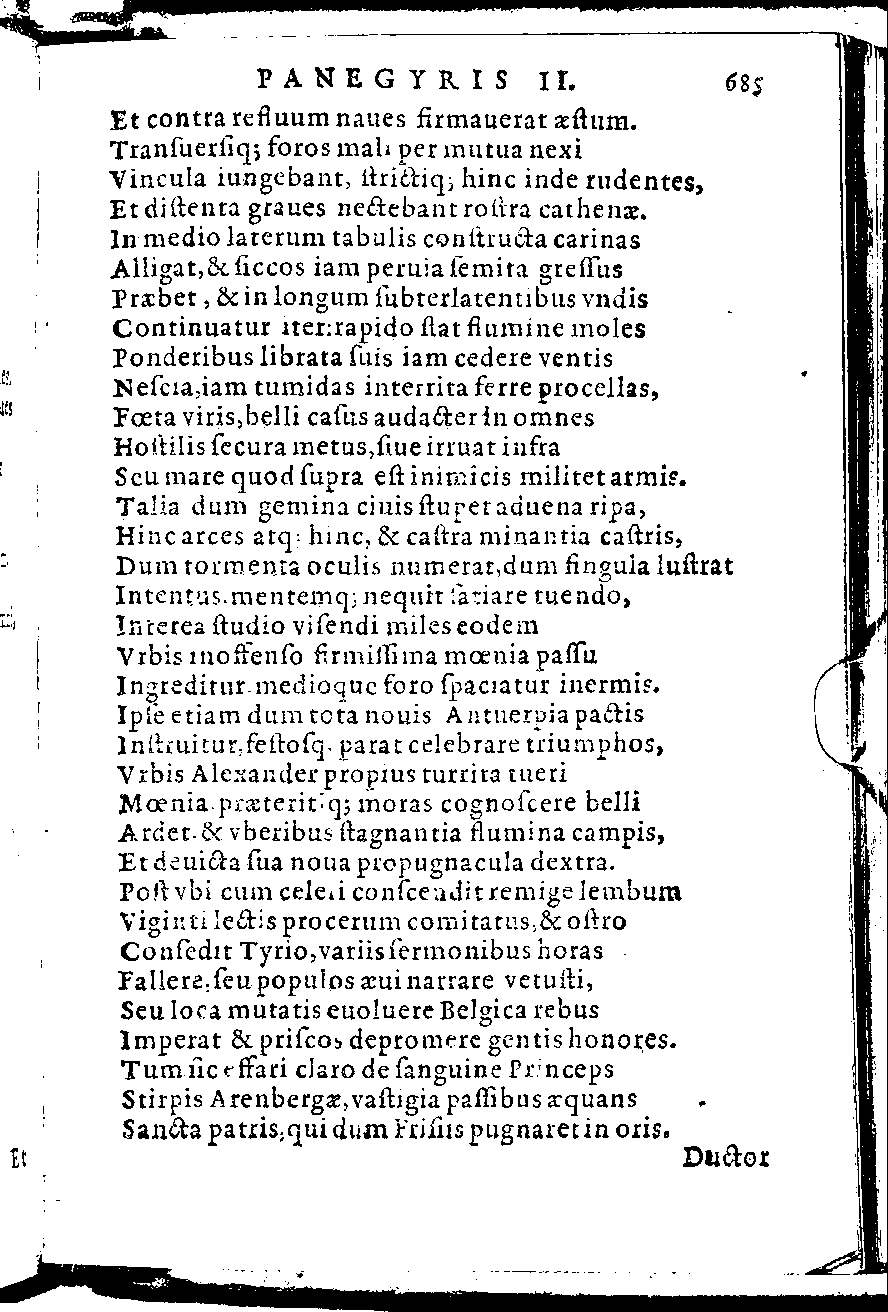 PANEGYRIS II. 685
Et contra refluum naues firmauerat æstum.
Tranſuerſiq; foros mali per mutua nexi
Vincula iungebant, ſtrictiq; hinc inde rudentes,
Et diſtenta graues nectebant roſtra cathenæ.
In medio laterum tabulis conſtructa carinas
Alligat, & ſiccos iam peruia ſemita greſſus
Præbet, & in longum ſubterlatentibus vndis
Continuatur iter: rapido ſtat flumine moles
Ponderibus librata ſuis iam cedere ventis
Neſcia, iam tumidas interrita ferre procellas,
Fœta viris, belli caſus audacter in omnes
Hoſtilis ſecura metus, ſiue irruat infra
Seu mare quod ſupra eſt inimicis militet armis.
Talia dum gemina ciuis ſtupet aduena ripa,
Hinc arces atq; hinc, & caſtra minantia caſtris,
Dum tormenta oculis numerat, dum ſingula luſtrat
Intentus. mentemq; nequit ſatiare tuendo,
Interea ſtudio viſendi miles eodem
Vrbis inoffenſo firmiſſima mœnia paſſu
Ingreditur. medioque foro ſpaciatur inermis.
Ipſe etiam dum tota nouis Antuerpia pactis
Inſtruitur, feſtoſq. parat celebrare triumphos,
Vrbis Alexander propius turrita tueri
Mœnia. præteritiq; moras cognoſcere belli
Ardet. & vberibus ſtagnantia flumina campis,
Et deuicta ſua noua propugnacula dextra.
Poſt vbi cum celeri conſcendit remige lembum
Viginti lectis procerum comitatus, & oſtro
Conſedit Tyrio, variis ſermonibus horas
Fallere, ſeu populos æui narrare vetuſti,
Seu loca mutatis euoluere Belgica rebus
Imperat & priſcos depromere gentis honores.
Tum ſic effari claro de ſanguine Princeps
Stirpis Arenbergæ, vaſtigia paſſibus æquans
Sancta patris, qui dum Friſiis pugnaret in oris.
Ductor
Et